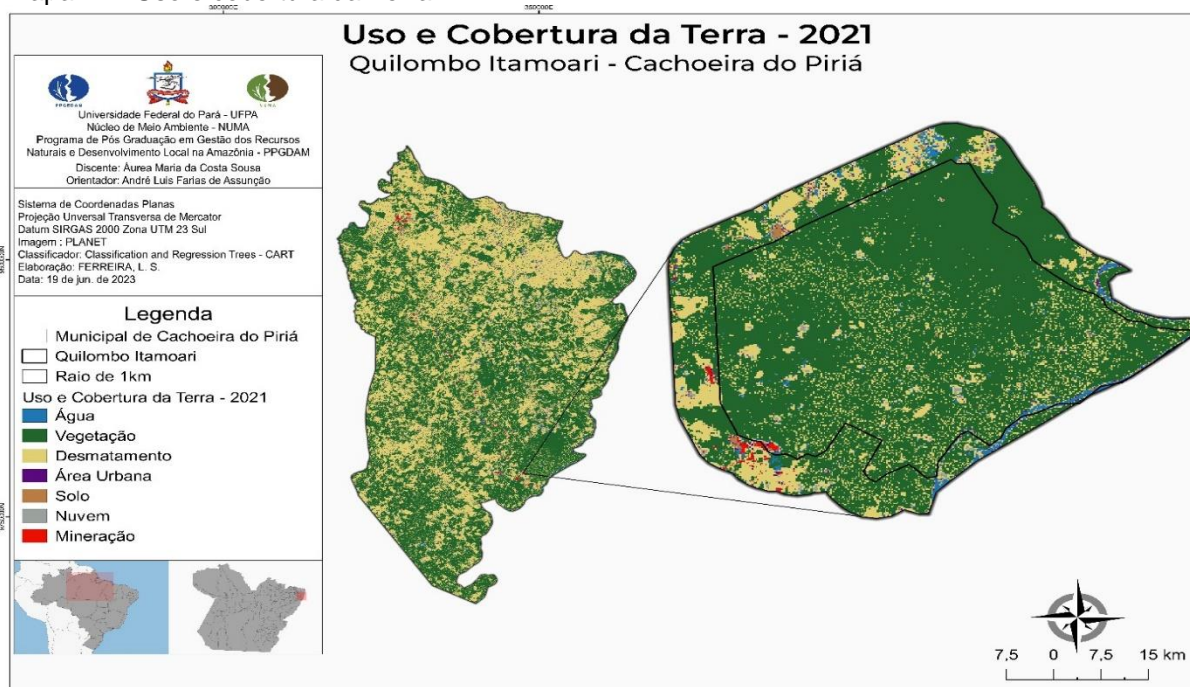 300000E
350000E
Uso e Cobertura da Terra - 2021
Quilombo Itamoari - Cachoeira do Piriá
PPGDAM
NUMA
Universidade Federal do Pará - UFPA
Núcleo de Meio Ambiente - NUMA
Programa de Pós Graduação em Gestão dos Recursos
Naturais e Desenvolvimento Local na Amazônia - PPGDAM
Discente: Áurea Maria da Costa Sousa
Orientador: André Luis Farias de Assunção
Sistema de Coordenadas Planas
Projeção Unversal Transversa de Mercator
Datum SIRGAS 2000 Zona UTM 23 Sul
Imagem : PLANET
Classificador: Classification and Regression Trees - CART
Elaboração: FERREIRA, L. S.
Data: 19 de jun. de 2023
Legenda
Municipal de Cachoeira do Piriá
Quilombo Itamoari
Raio de 1km
Uso e Cobertura da Terra - 2021
Água
Vegetação
Desmatamento
Área Urbana
Solo
Nuvem
Mineração
7,5 0 7,5 15 km